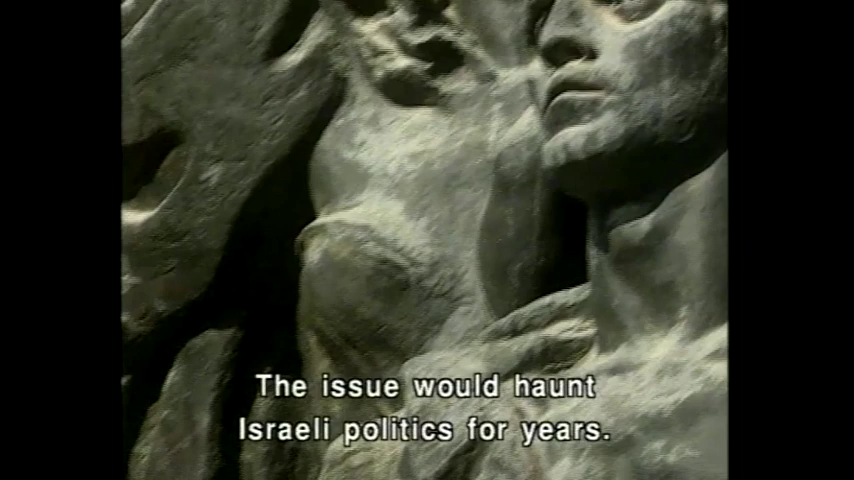 The issue would haunt
Israeli politics for years.